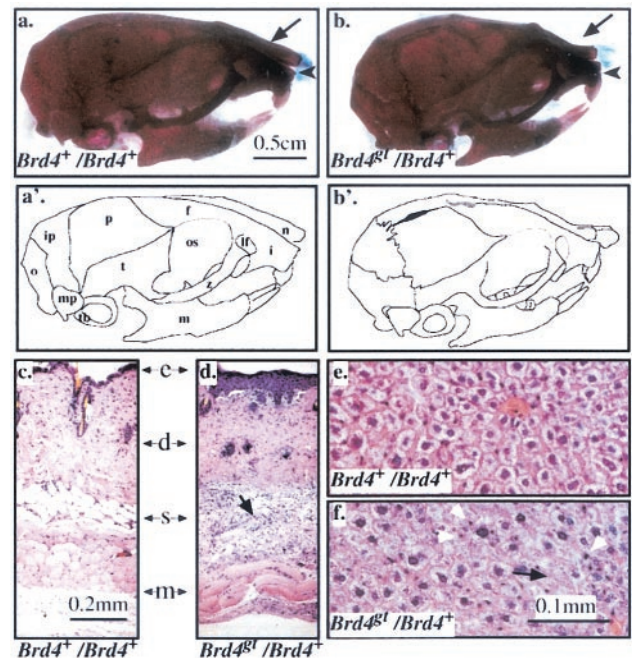 a.
b.
Brd4+/Brd4+
0.5cm
Brd4gt/Brd4+
a'.
b'.
p
f
n
ip
os
lf
i
o
t
z
mp
tb
m
c.
e
d.
e.
d
Brd4+/Brd4+
s
f.
m
0.2mm
0.1mm
Brd4gt/Brd4+
Brd4+/Brd4+
Brd4gt/Brd4+